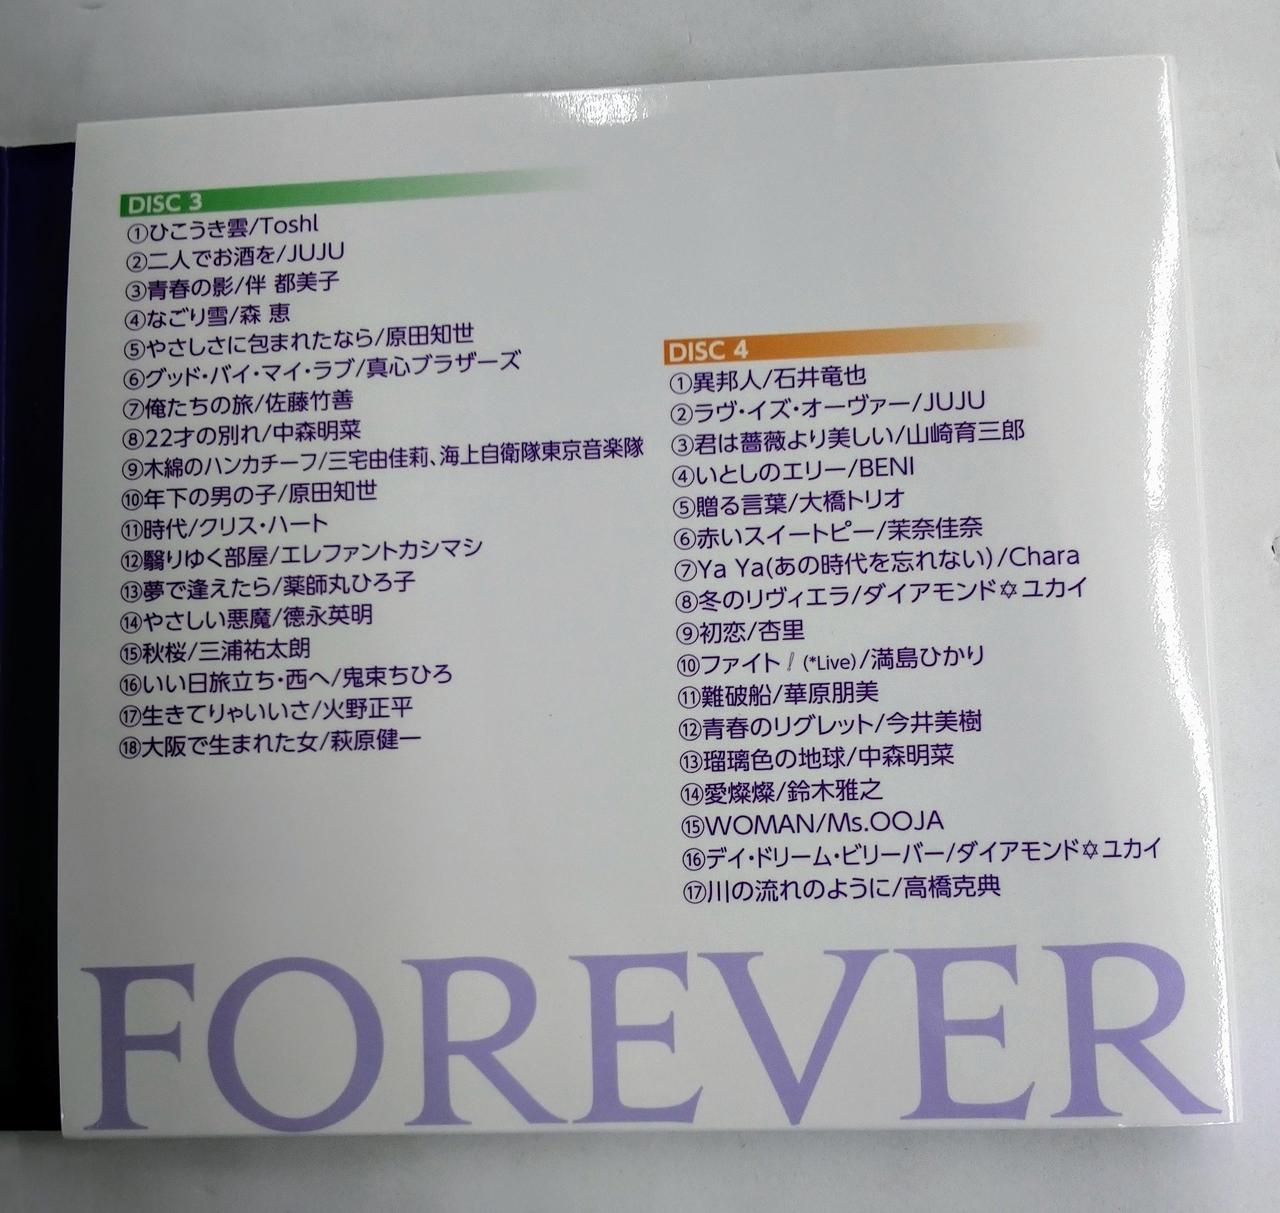 DISC 3
①ひこうき雲/Toshl
②二人でお酒を/JUJU
③青春の影/伴 都美子
④なごり雪/森 恵
⑤やさしさに包まれたなら/原田知世
⑥グッド・バイ・マイ・ラブ/真心ブラザーズ
⑦俺たちの旅/佐藤竹善
⑧22才の別れ/中森明菜
⑨木綿のハンカチーフ/三宅由佳莉、海上自衛隊東京音楽隊
⑩年下の男の子/原田知世
⑪時代/クリス・ハート
⑫翳りゆく部屋/エレファントカシマシ
⑬夢で逢えたら/薬師丸ひろ子
⑭やさしい悪魔/德永英明
⑮秋桜/三浦祐太朗
⑯いい日旅立ち・西へ/鬼束ちひろ
⑰生きてりゃいいさ/火野正平
⑱大阪で生まれた女/萩原健一
DISC 4
①異邦人/石井竜也
②ラヴ・イズ・オーヴァー/JUJU
③君は薔薇より美しい/山崎育三郎
④いとしのエリー/BENI
⑤贈る言葉/大橋トリオ
⑥赤いスイートピー/茉奈佳奈
⑦Ya Ya(あの時代を忘れない)/Chara
⑧冬のリヴィエラ/ダイアモンド✡ユカイ
⑨初恋/杏里
⑩ファイト!(*Live)/満島ひかり
⑪難破船/華原朋美
⑫青春のリグレット/今井美樹
⑬瑠璃色の地球/中森明菜
⑭愛燦燦/鈴木雅之
⑮WOMAN/Ms.OOJA
⑯デイ・ドリーム・ビリーバー/ダイアモンド✡ユカイ
⑰川の流れのように/高橋克典
FOREVER